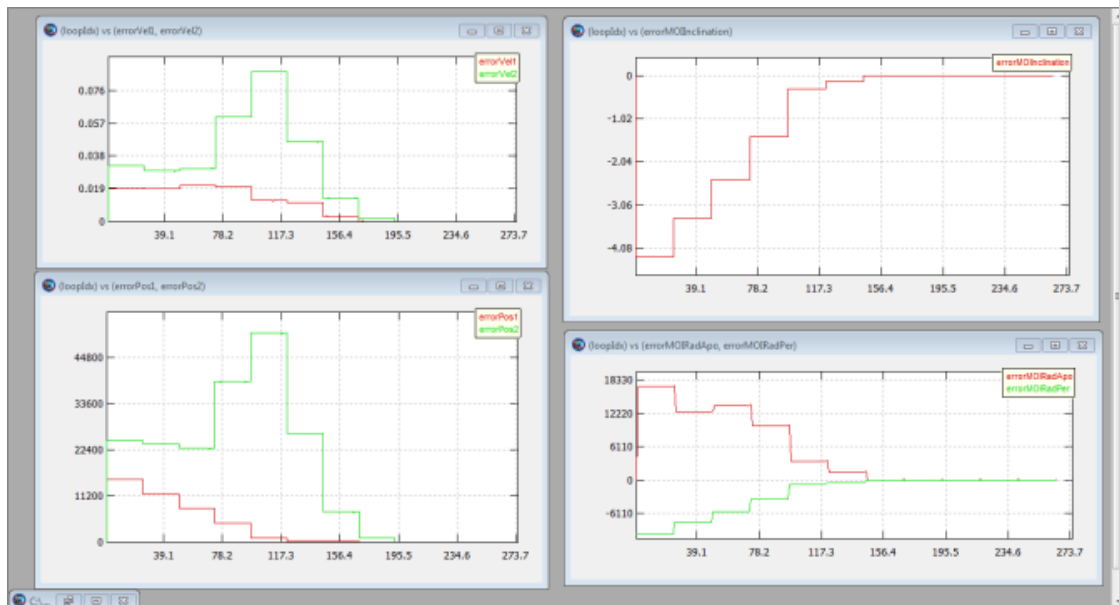 (loopIdx) vs (errorVel1, errorVel2)
errorVel1
errorVel2
0.076
0.057
0.038
0.019
0
39.1 78.2 117.3 156.4 195.5 234.6 273.7
(loopIdx) vs (errorMOIInclination)
errorMOIInclination
0
-1.02
-2.04
-3.06
-4.08
39.1 78.2 117.3 156.4 195.5 234.6 273.7
(loopIdx) vs (errorPos1, errorPos2)
errorPos1
errorPos2
44800
33600
22400
11200
0
39.1 78.2 117.3 156.4 195.5 234.6 273.7
(loopIdx) vs (errorMOIRadApo, errorMOIRadPer)
errorMOIRadApo
errorMOIRadPer
18330
12220
6110
0
-6110
39.1 78.2 117.3 156.4 195.5 234.6 273.7